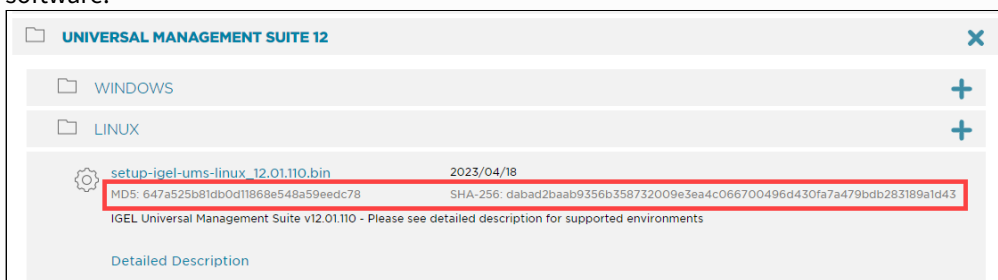 software.
UNIVERSAL MANAGEMENT SUITE 12
WINDOWS
LINUX
setup-igel-ums-linux_12.01.110.bin 2023/04/18
MD5: 647a525b81db0d11868e548a59eedc78 SHA-256: dabad2baab9356b358732009e3ea4c066700496d430fa7a479bdb283189a1d43
IGEL Universal Management Suite v12.01.110 - Please see detailed description for supported environments
Detailed Description